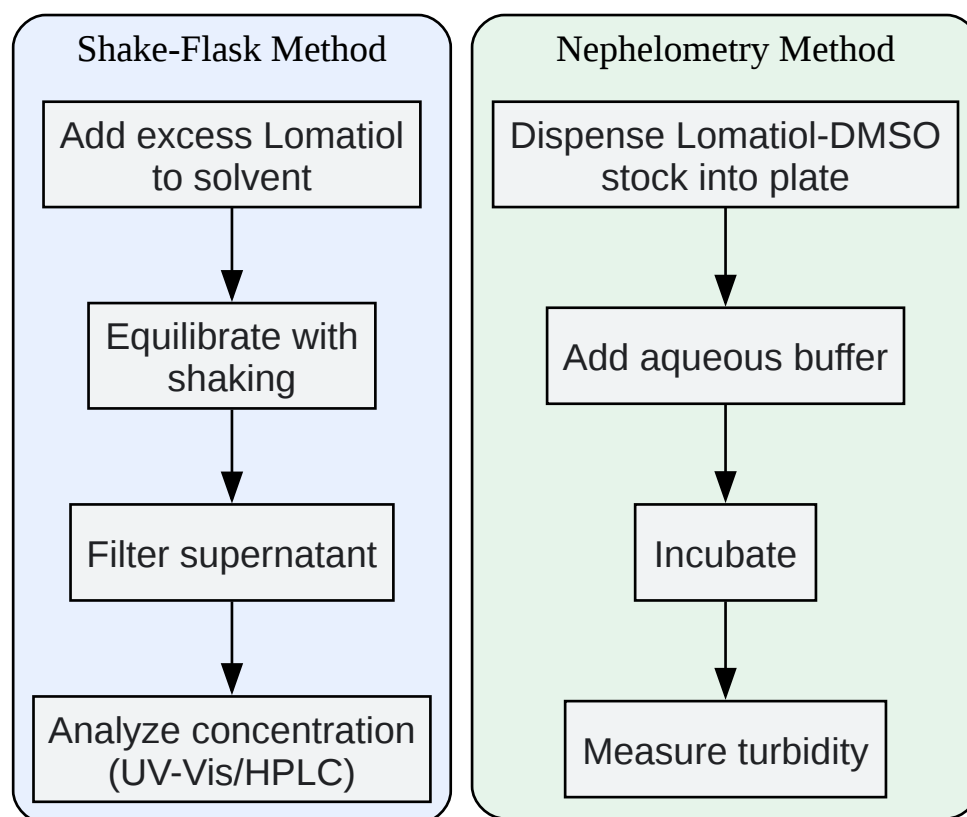 Shake-Flask Method
Add excess Lomatiol
to solvent
Equilibrate with
shaking
Filter supernatant
Analyze concentration
(UV-Vis/HPLC)
Nephelometry Method
Dispense Lomatiol-DMSO
stock into plate
Add aqueous buffer
Incubate
Measure turbidity